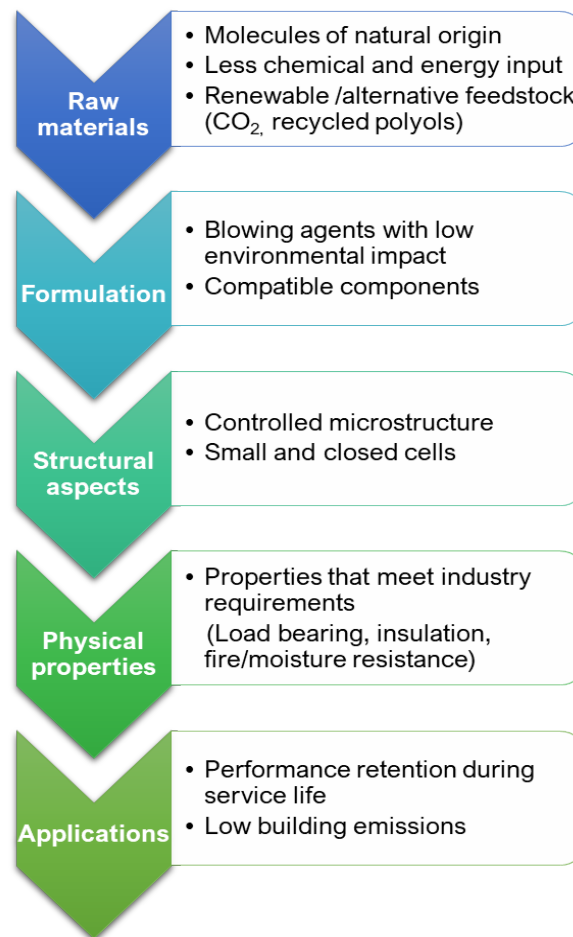 Raw
materials
• Molecules of natural origin
• Less chemical and energy input
• Renewable /alternative feedstock
(CO₂, recycled polyols)
Formulation
• Blowing agents with low
environmental impact
• Compatible components
Structural
aspects
• Controlled microstructure
• Small and closed cells
Physical
properties
• Properties that meet industry
requirements
(Load bearing, insulation,
fire/moisture resistance)
Applications
• Performance retention during
service life
• Low building emissions